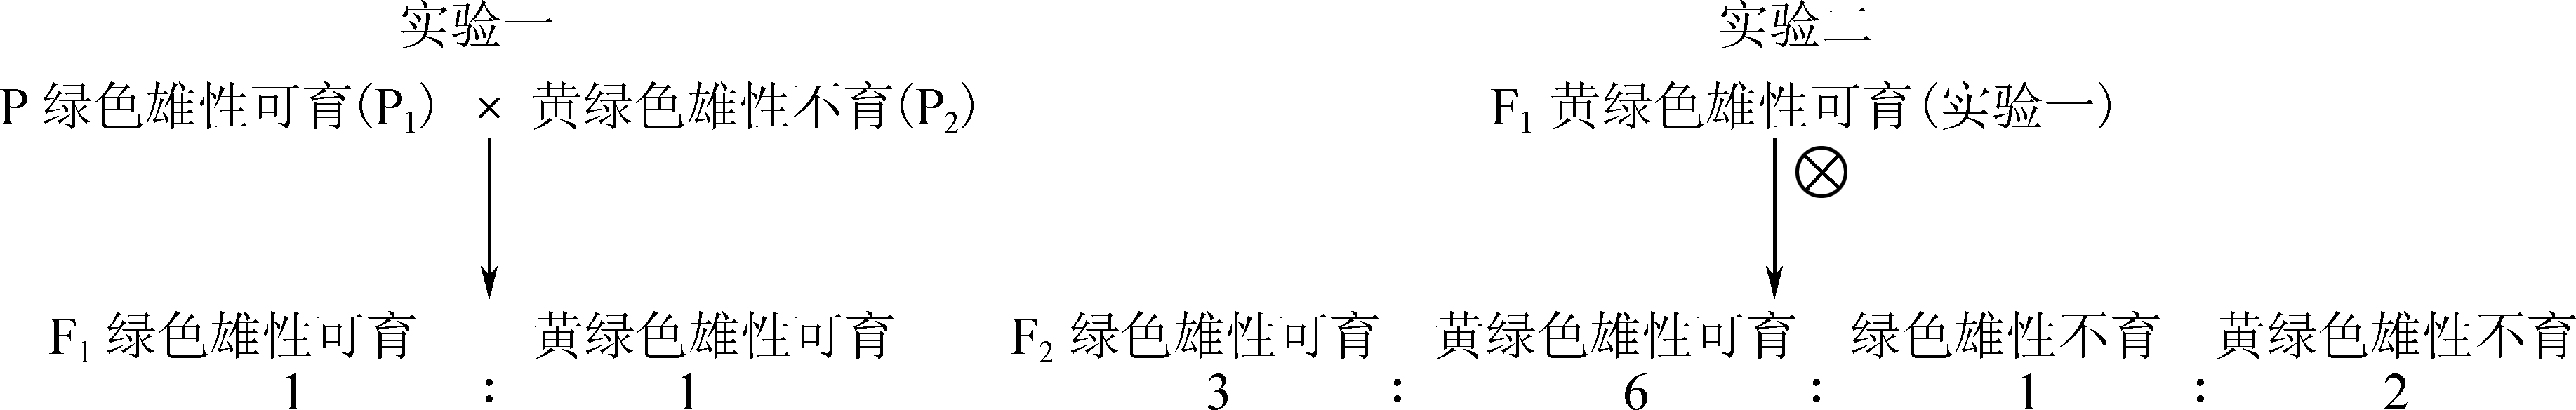 实验一
P 绿色雄性可育(P₁) × 黄绿色雄性不育(P₂)
F₁ 绿色雄性可育 黄绿色雄性可育
1 : 1
实验二
F₁ 黄绿色雄性可育(实验一)
F₂ 绿色雄性可育 黄绿色雄性可育 绿色雄性不育 黄绿色雄性不育
3 : 6 : 1 : 2